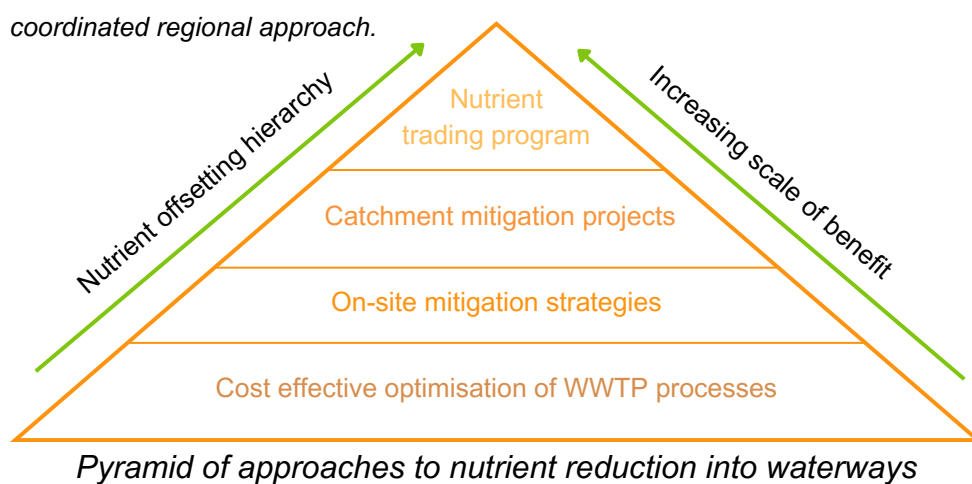 coordinated regional approach.
Nutrient offsetting hierarchy
Increasing scale of benefit
Nutrient
trading program
Catchment mitigation projects
On-site mitigation strategies
Cost effective optimisation of WWTP processes
Pyramid of approaches to nutrient reduction into waterways